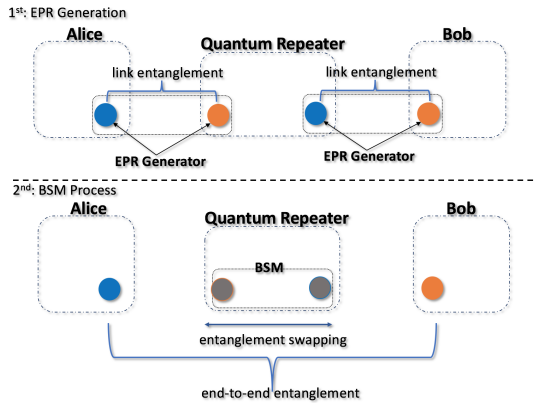 1st: EPR Generation
Alice
Quantum Repeater
Bob
link entanglement
link entanglement
EPR Generator
EPR Generator
2nd: BSM Process
Alice
Quantum Repeater
Bob
BSM
entanglement swapping
end-to-end entanglement